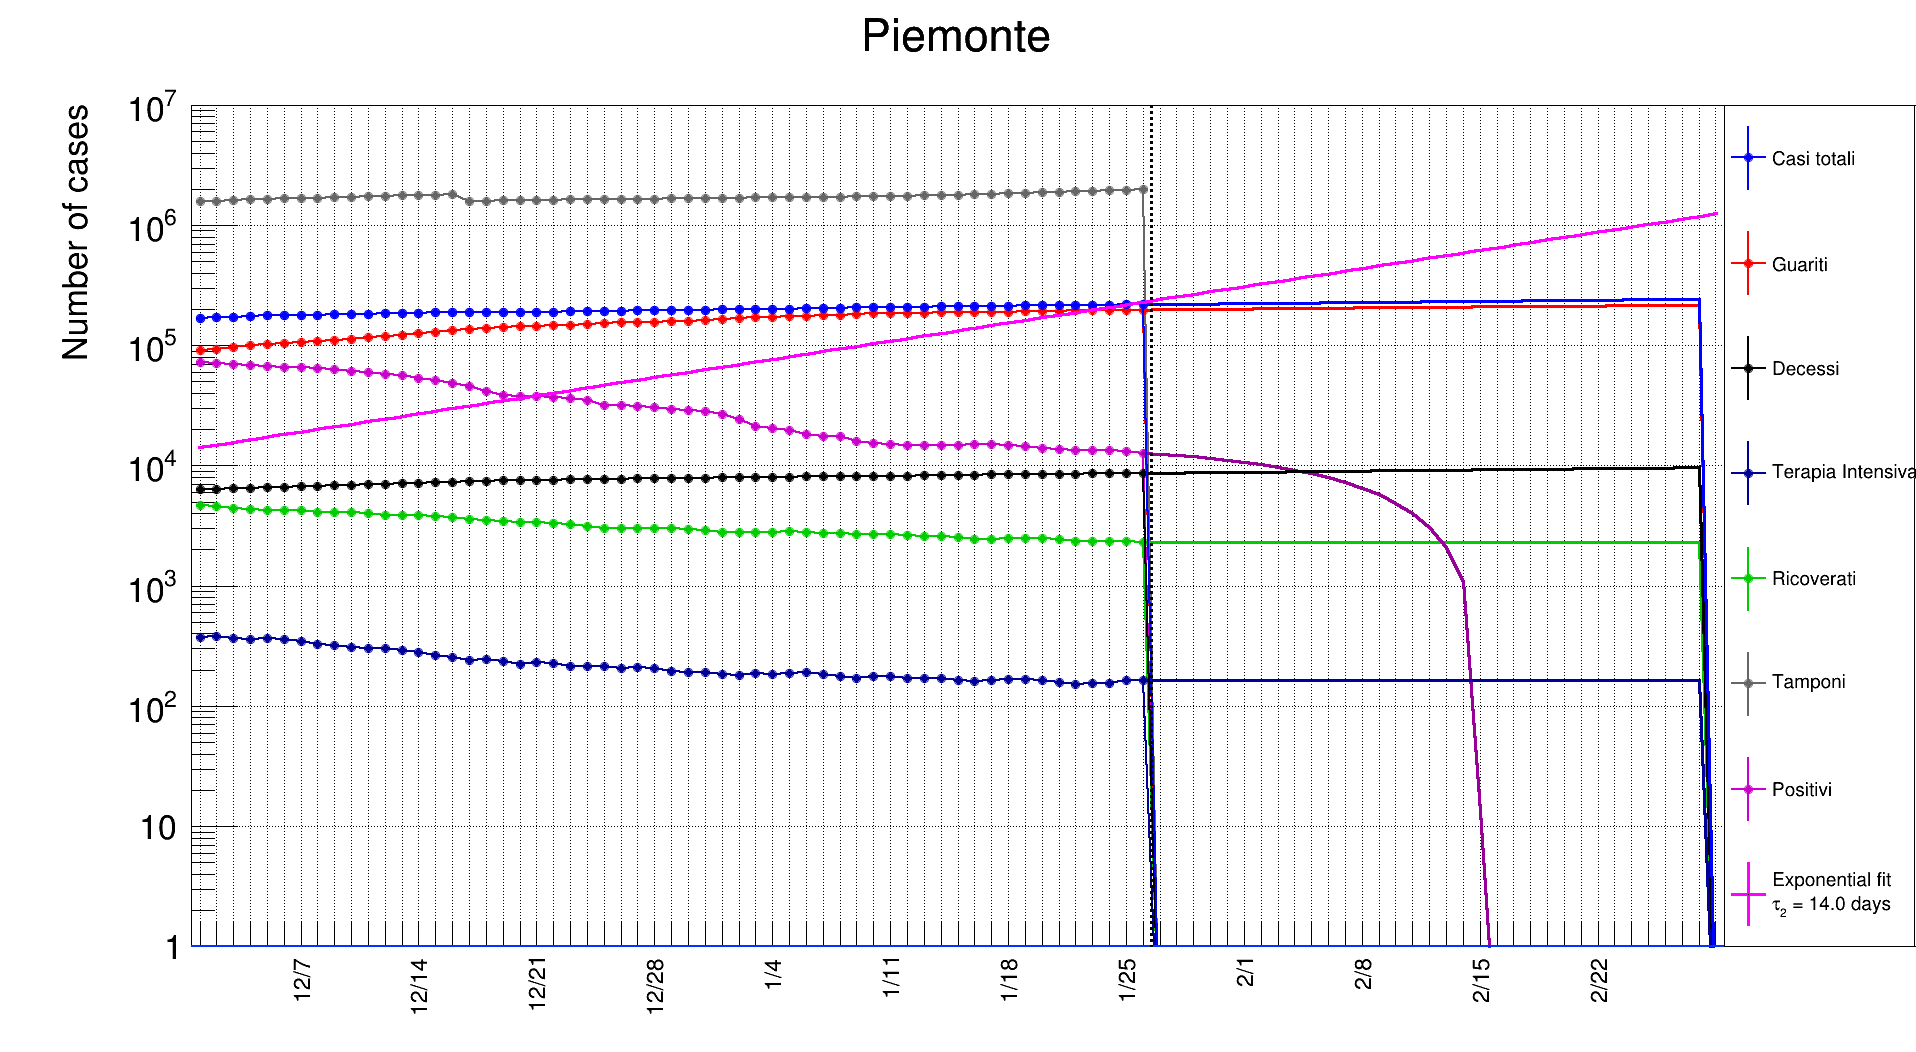 Piemonte
Number of cases
10^7
10^6
10^5
10^4
10^3
10^2
10
1
12/7
12/14
12/21
12/28
1/4
1/11
1/18
1/25
2/1
2/8
2/15
2/22
Casi totali
Guariti
Decessi
Terapia Intensiva
Ricoverati
Tamponi
Positivi
Exponential fit
τ_2 = 14.0 days